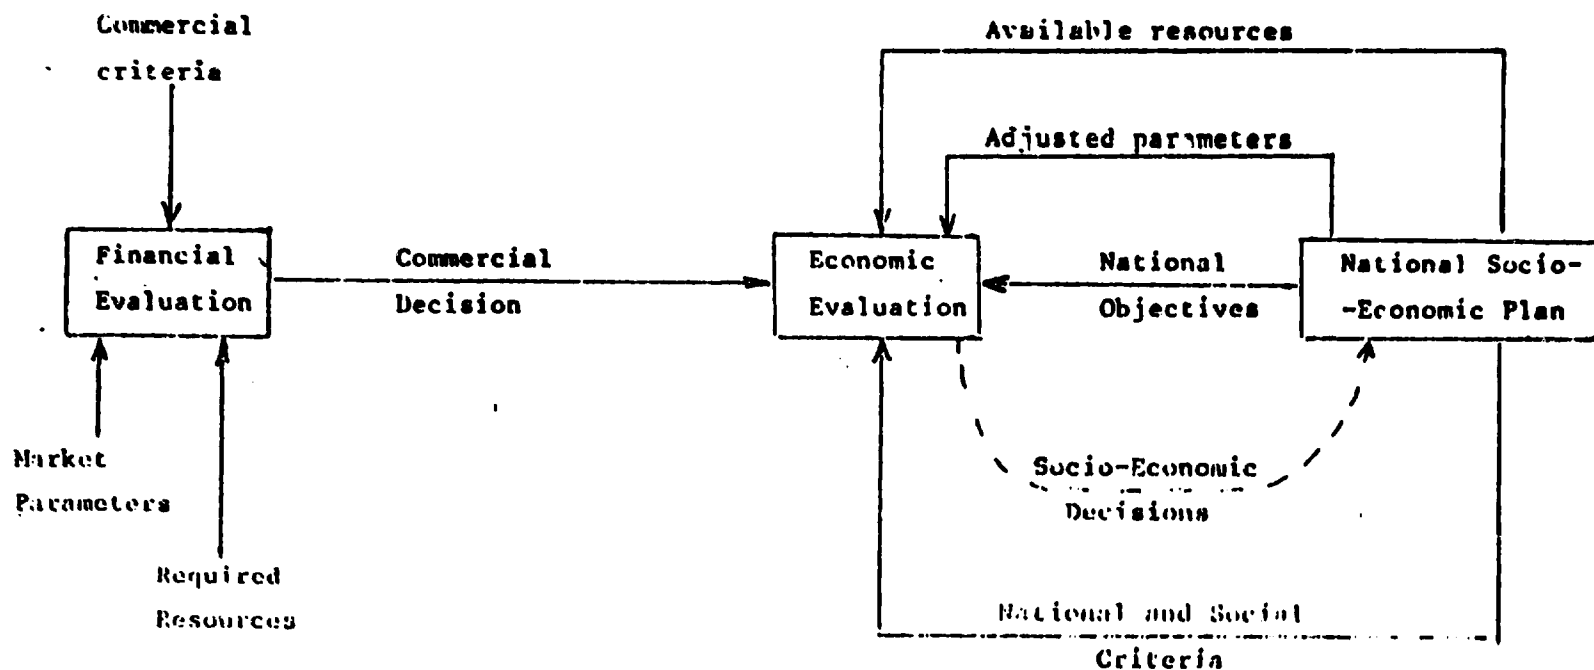 Commercial
criteria
Available resources
Adjusted parameters
Financial
Evaluation
Commercial
Decision
Economic
Evaluation
National
Objectives
National Socio-
-Economic Plan
Market
Parameters
Socio-Economic
Decisions
Required
Resources
National and Social
Criteria